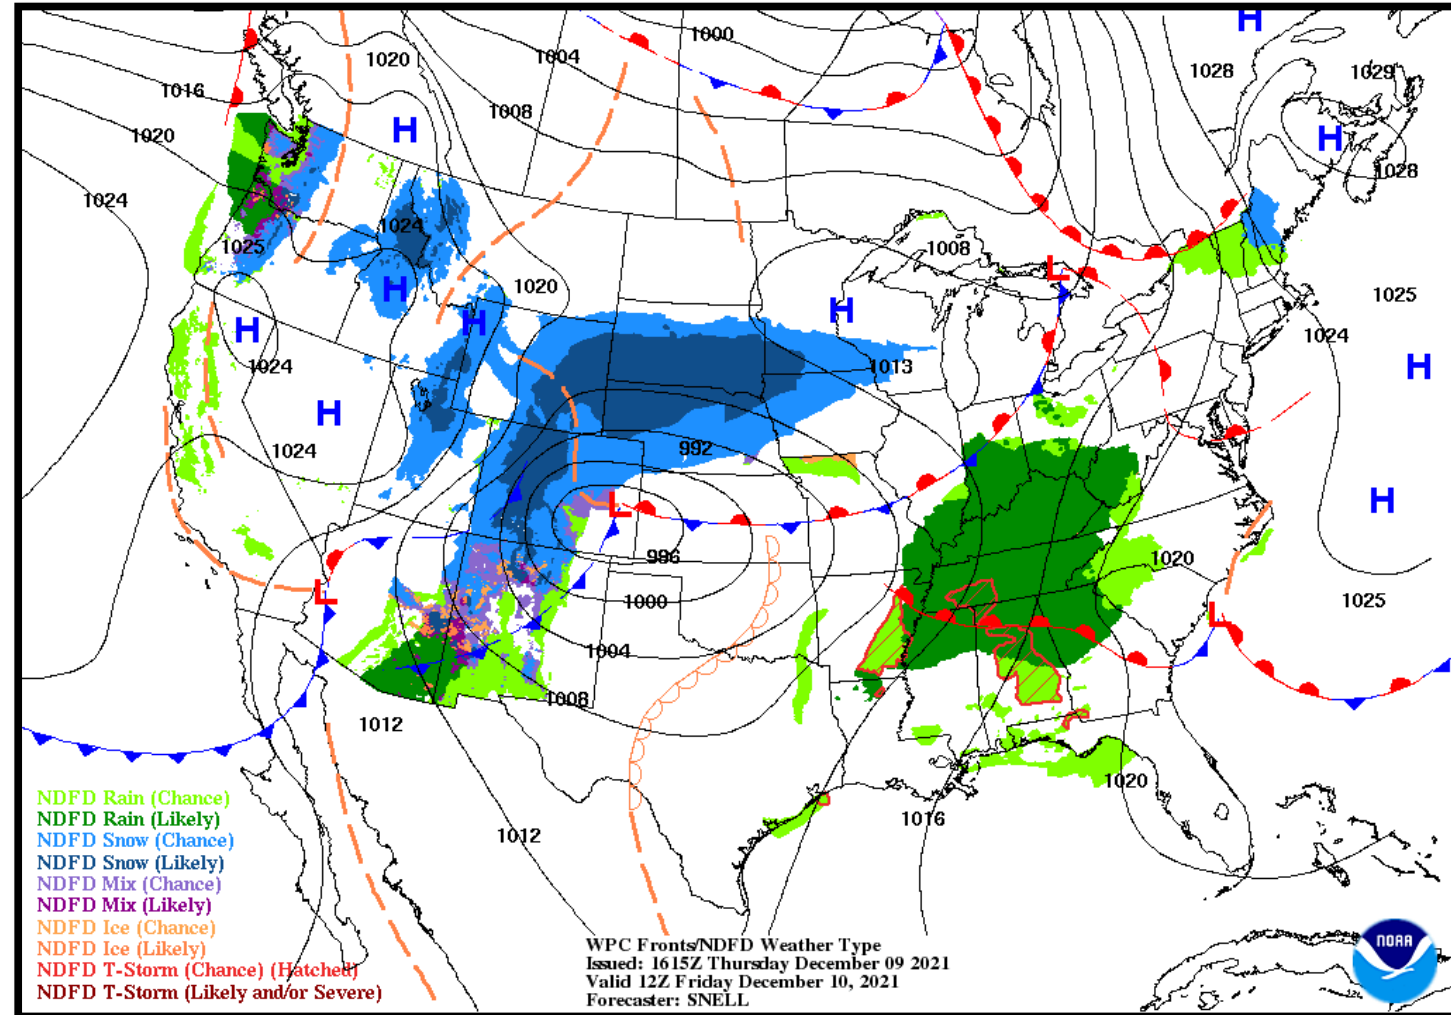 H
1000
1020
1004
1028
1029
1016
1008
H
H
1020
1028
1024
1024
1025
1008
L
1020
H
H
1025
H
H
1024
1024
1013
H
H
1024
992
L
H
996
1020
L
1000
1025
L
1004
1008
1012
1020
1016
1012
NDFD Rain (Chance)
NDFD Rain (Likely)
NDFD Snow (Chance)
NDFD Snow (Likely)
NDFD Mix (Chance)
NDFD Mix (Likely)
NDFD Ice (Chance)
NDFD Ice (Likely)
NDFD T-Storm (Chance) (Hatched)
NDFD T-Storm (Likely and/or Severe)
WPC Fronts/NDFD Weather Type
Issued: 1615Z Thursday December 09 2021
Valid 12Z Friday December 10, 2021
Forecaster: SNELL
NOAA